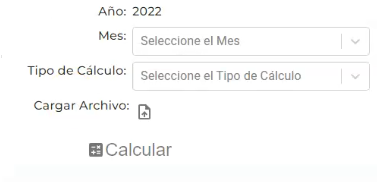 Año: 2022
Mes: Seleccione el Mes
Tipo de Cálculo: Seleccione el Tipo de Cálculo
Cargar Archivo:
Calcular